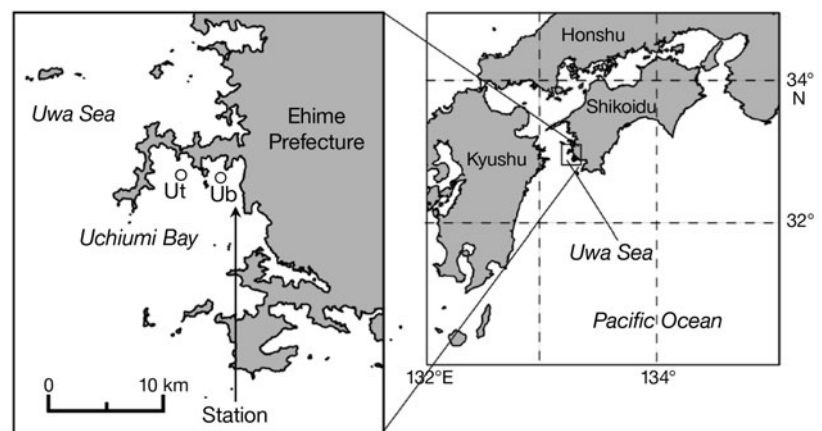 Uwa Sea
Ehime
Prefecture
Ut
Ub
Uchiumi Bay
0
10 km
Station
Honshu
34°
N
Shikoidu
Kyushu
32°
Uwa Sea
Pacific Ocean
132°E
134°